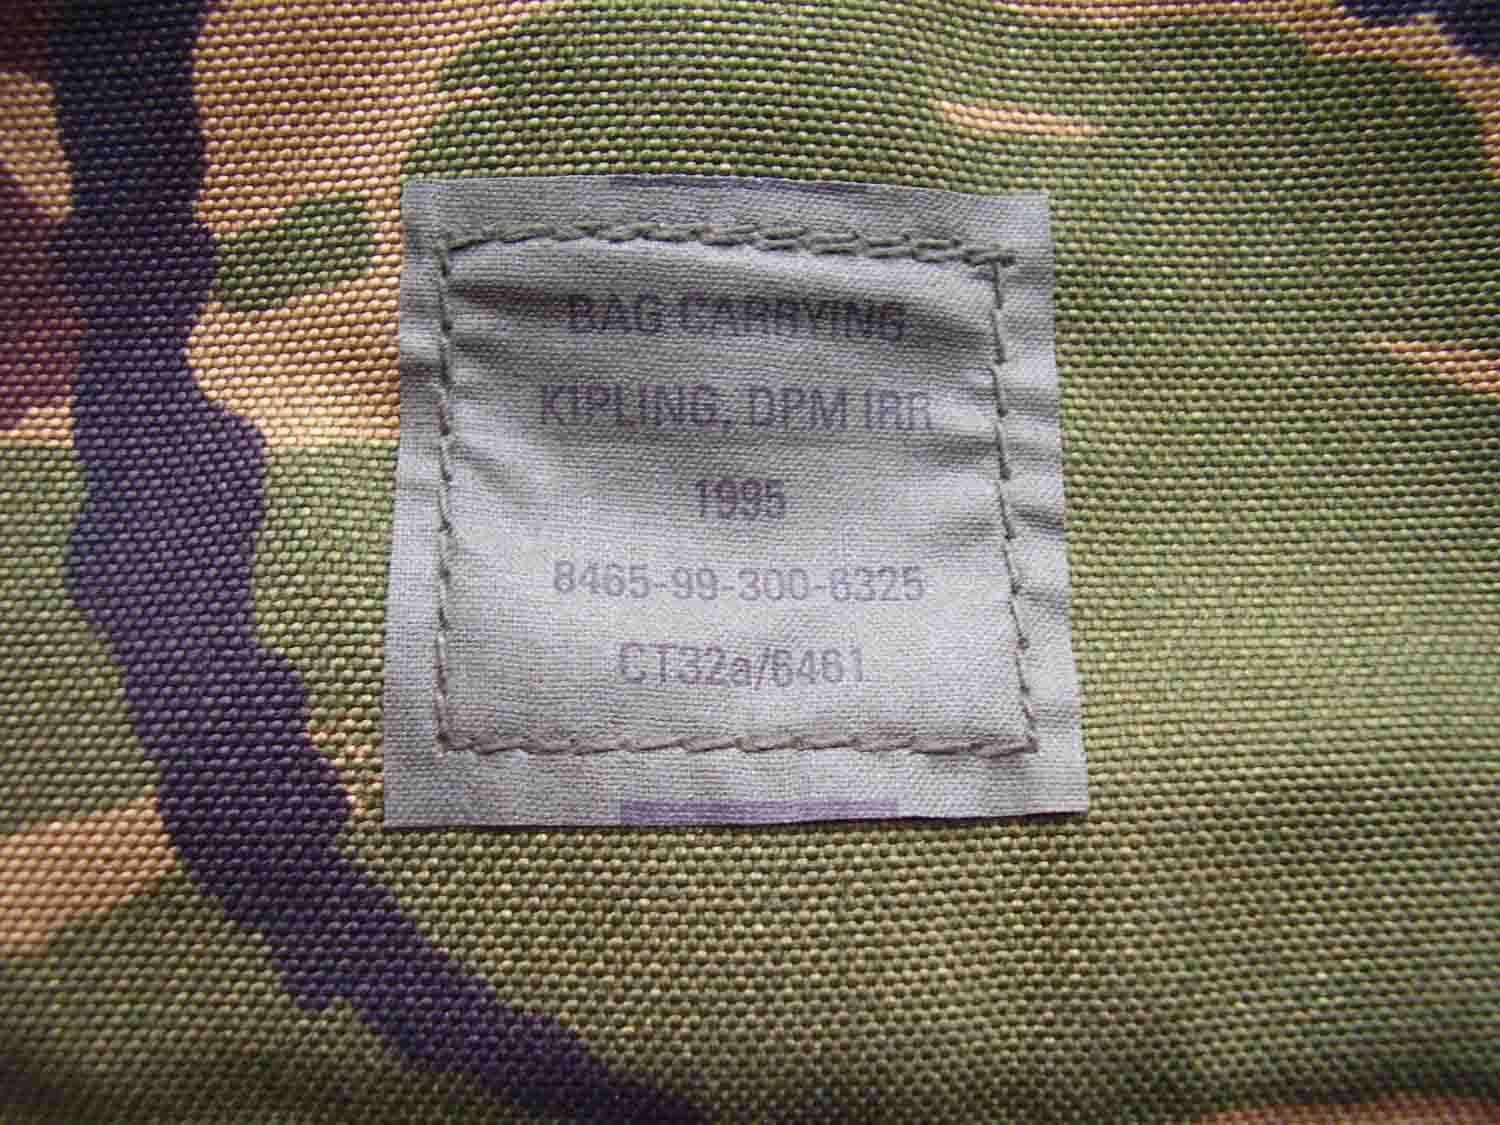 BAG CARRYING
KIPLING, DPM IRR
1995
8465-99-300-6325
CT32a/6461